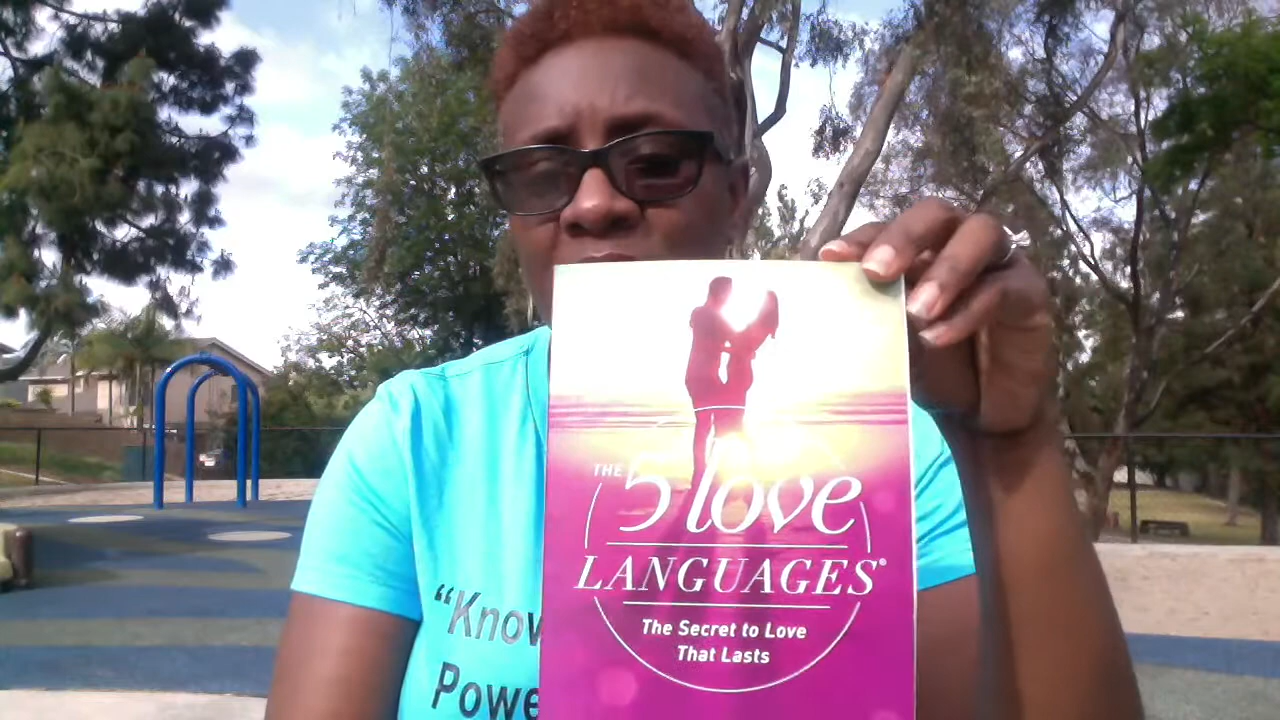 THE
5 love
LANGUAGES®
The Secret to Love
That Lasts
"Know
Powe